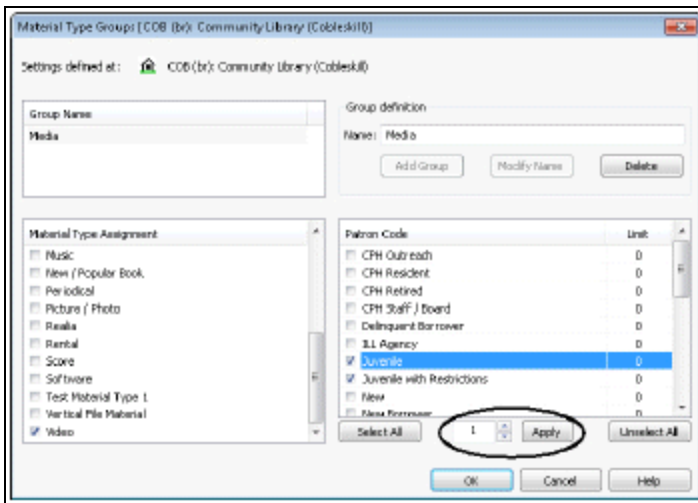 Material Type Groups [COB (br): Community Library (Cobleskill)]
Settings defined at: COB (br): Community Library (Cobleskill)
Group Name
Media
Group definition
Name: Media
Add Group Modify Name Delete
Material Type Assignment
Music
New / Popular Book
Periodical
Picture / Photo
Realia
Rental
Score
Software
Test Material Type 1
Vertical File Material
Video
Patron Code Limit
CPH Outreach 0
CPH Resident 0
CPH Retired 0
CPH Staff / Board 0
Delinquent Borrower 0
ILL Agency 0
Juvenile 0
Juvenile with Restrictions 0
New 0
New Borrower 0
Select All 1 Apply Unselect All
OK Cancel Help